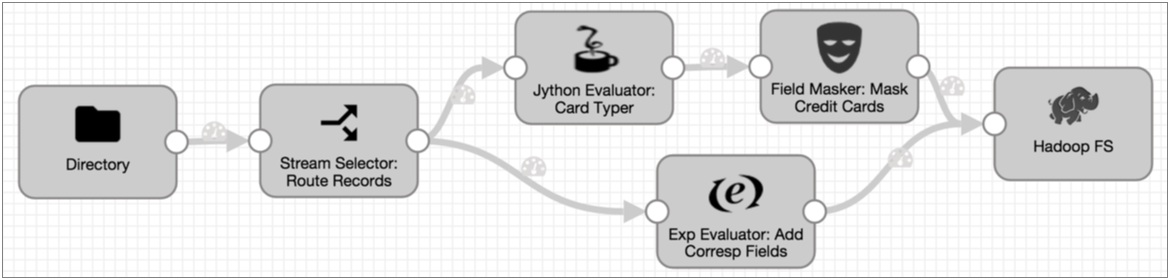 Directory
Stream Selector:
Route Records
Jython Evaluator:
Card Typer
Field Masker: Mask
Credit Cards
e
Exp Evaluator: Add
Corresp Fields
Hadoop FS